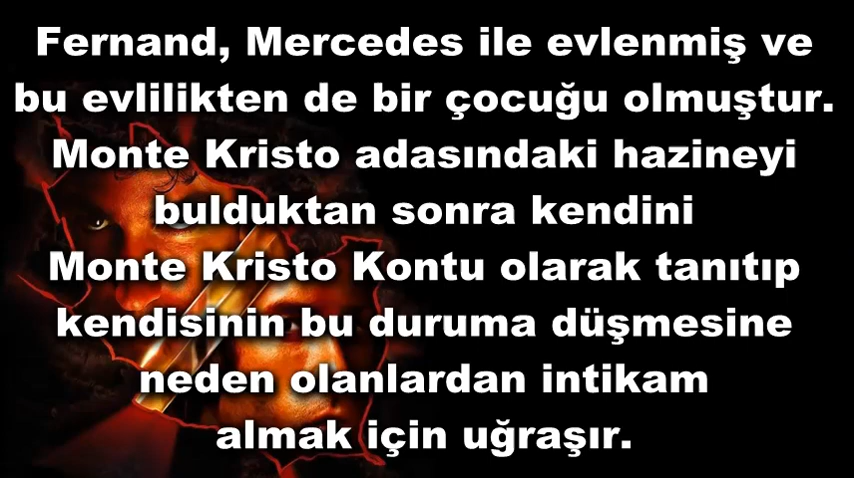 Fernand, Mercedes ile evlenmiş ve
bu evlilikten de bir çocuğu olmuştur.
Monte Kristo adasındaki hazineyi
bulduktan sonra kendini
Monte Kristo Kontu olarak tanıtıp
kendisinin bu duruma düşmesine
neden olanlardan intikam
almak için uğraşır.